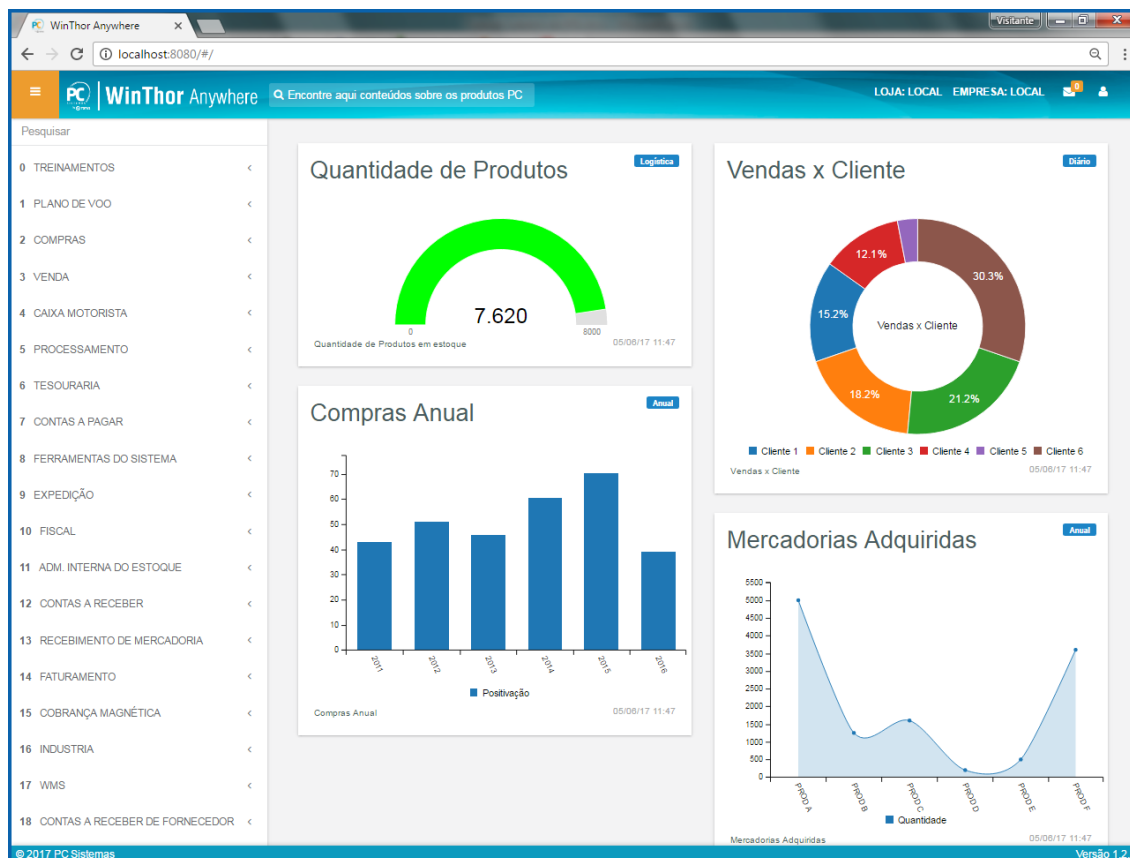 WinThor Anywhere
Visitante
localhost:8080/#/
PC | WinThor Anywhere
Encontre aqui conteúdos sobre os produtos PC
LOJA: LOCAL EMPRESA: LOCAL
0
Pesquisar
0 TREINAMENTOS
1 PLANO DE VOO
2 COMPRAS
3 VENDA
4 CAIXA MOTORISTA
5 PROCESSAMENTO
6 TESOURARIA
7 CONTAS A PAGAR
8 FERRAMENTAS DO SISTEMA
9 EXPEDIÇÃO
10 FISCAL
11 ADM. INTERNA DO ESTOQUE
12 CONTAS A RECEBER
13 RECEBIMENTO DE MERCADORIA
14 FATURAMENTO
15 COBRANÇA MAGNÉTICA
16 INDUSTRIA
17 WMS
18 CONTAS A RECEBER DE FORNECEDOR
Quantidade de Produtos
Logística
7.620
0
8000
Quantidade de Produtos em estoque
05/06/17 11:47
Compras Anual
Anual
70
60
50
40
30
20
10
0
2011
2012
2013
2014
2015
2016
Positivação
Compras Anual
05/06/17 11:47
Vendas x Cliente
Diário
12.1%
30.3%
15.2%
Vendas x Cliente
18.2%
21.2%
Cliente 1 Cliente 2 Cliente 3 Cliente 4 Cliente 5 Cliente 6
Vendas x Cliente
05/06/17 11:47
Mercadorias Adquiridas
Anual
5500
5000
4500
4000
3500
3000
2500
2000
1500
1000
500
0
PROD A
PROD B
PROD C
PROD D
PROD E
PROD F
Quantidade
Mercadorias Adquiridas
05/06/17 11:47
© 2017 PC Sistemas
Versão 1.2